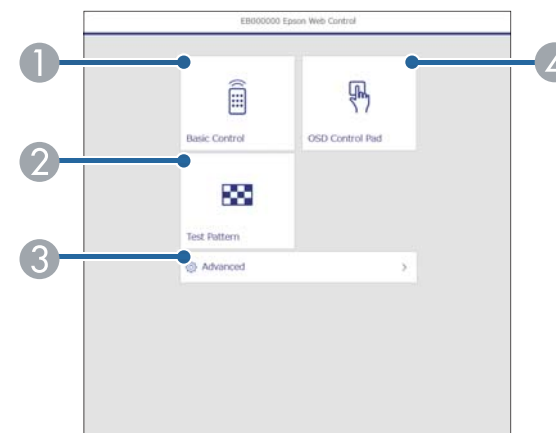 EB000000 Epson Web Control
1
Basic Control
OSD Control Pad
4
2
Test Pattern
3
Advanced